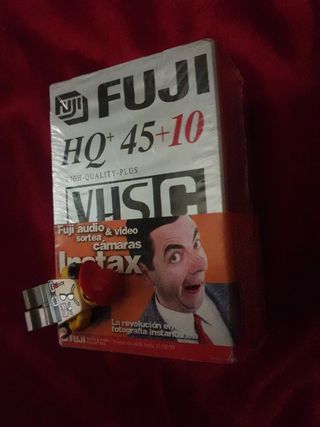 FUJI
FUJI
HQ+ 45+10
HIGH-QUALITY-PLUS
VHS C
Fuji audio & video
sortea cámaras
Instax
La revolución en
fotografía instantánea
FUJI